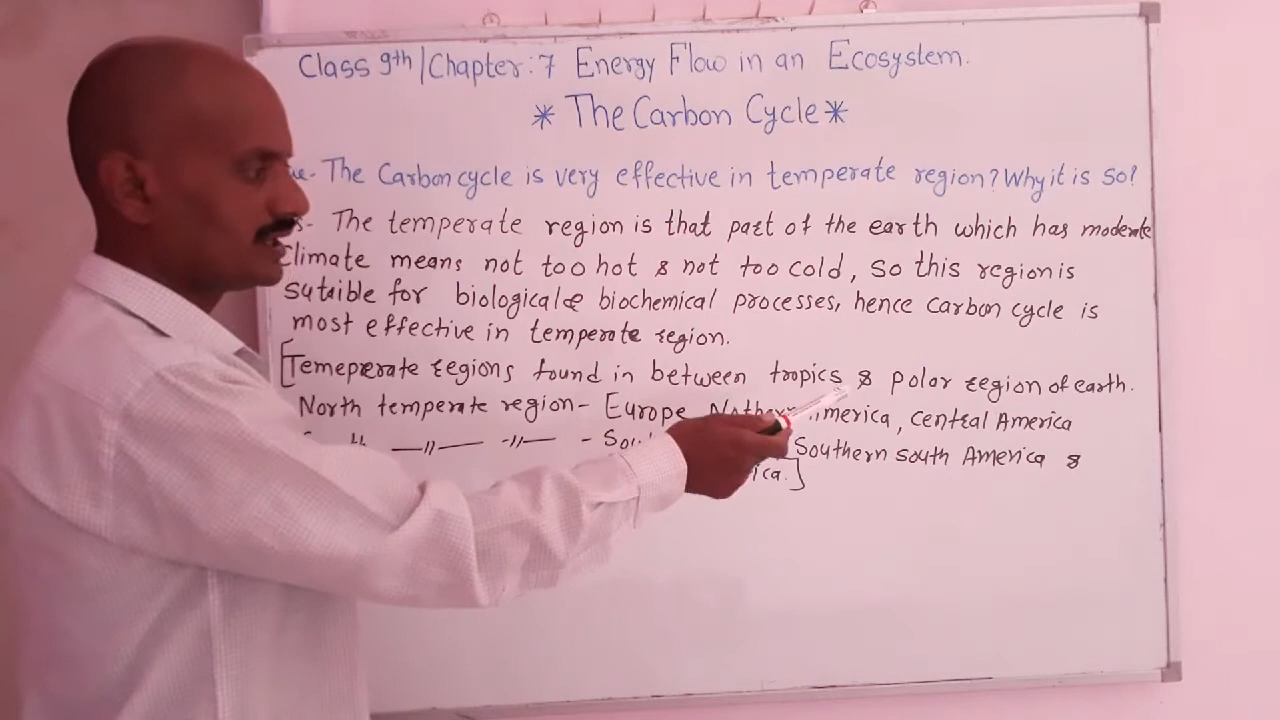 Class 9th / Chapter: 7 Energy Flow in an Ecosystem.
* The Carbon Cycle *
The Carbon cycle is very effective in temperate region? Why it is so?
The temperate region is that part of the earth which has moderate
climate means not too hot & not too cold, so this region is
sutaible for biological & biochemical processes, hence carbon cycle is
most effective in temperate region.
[Temeperate regions found in between tropics & polar region of earth.
North temperate region - Europe, America, Central America
—〃— -〃- - Southern south America &
]